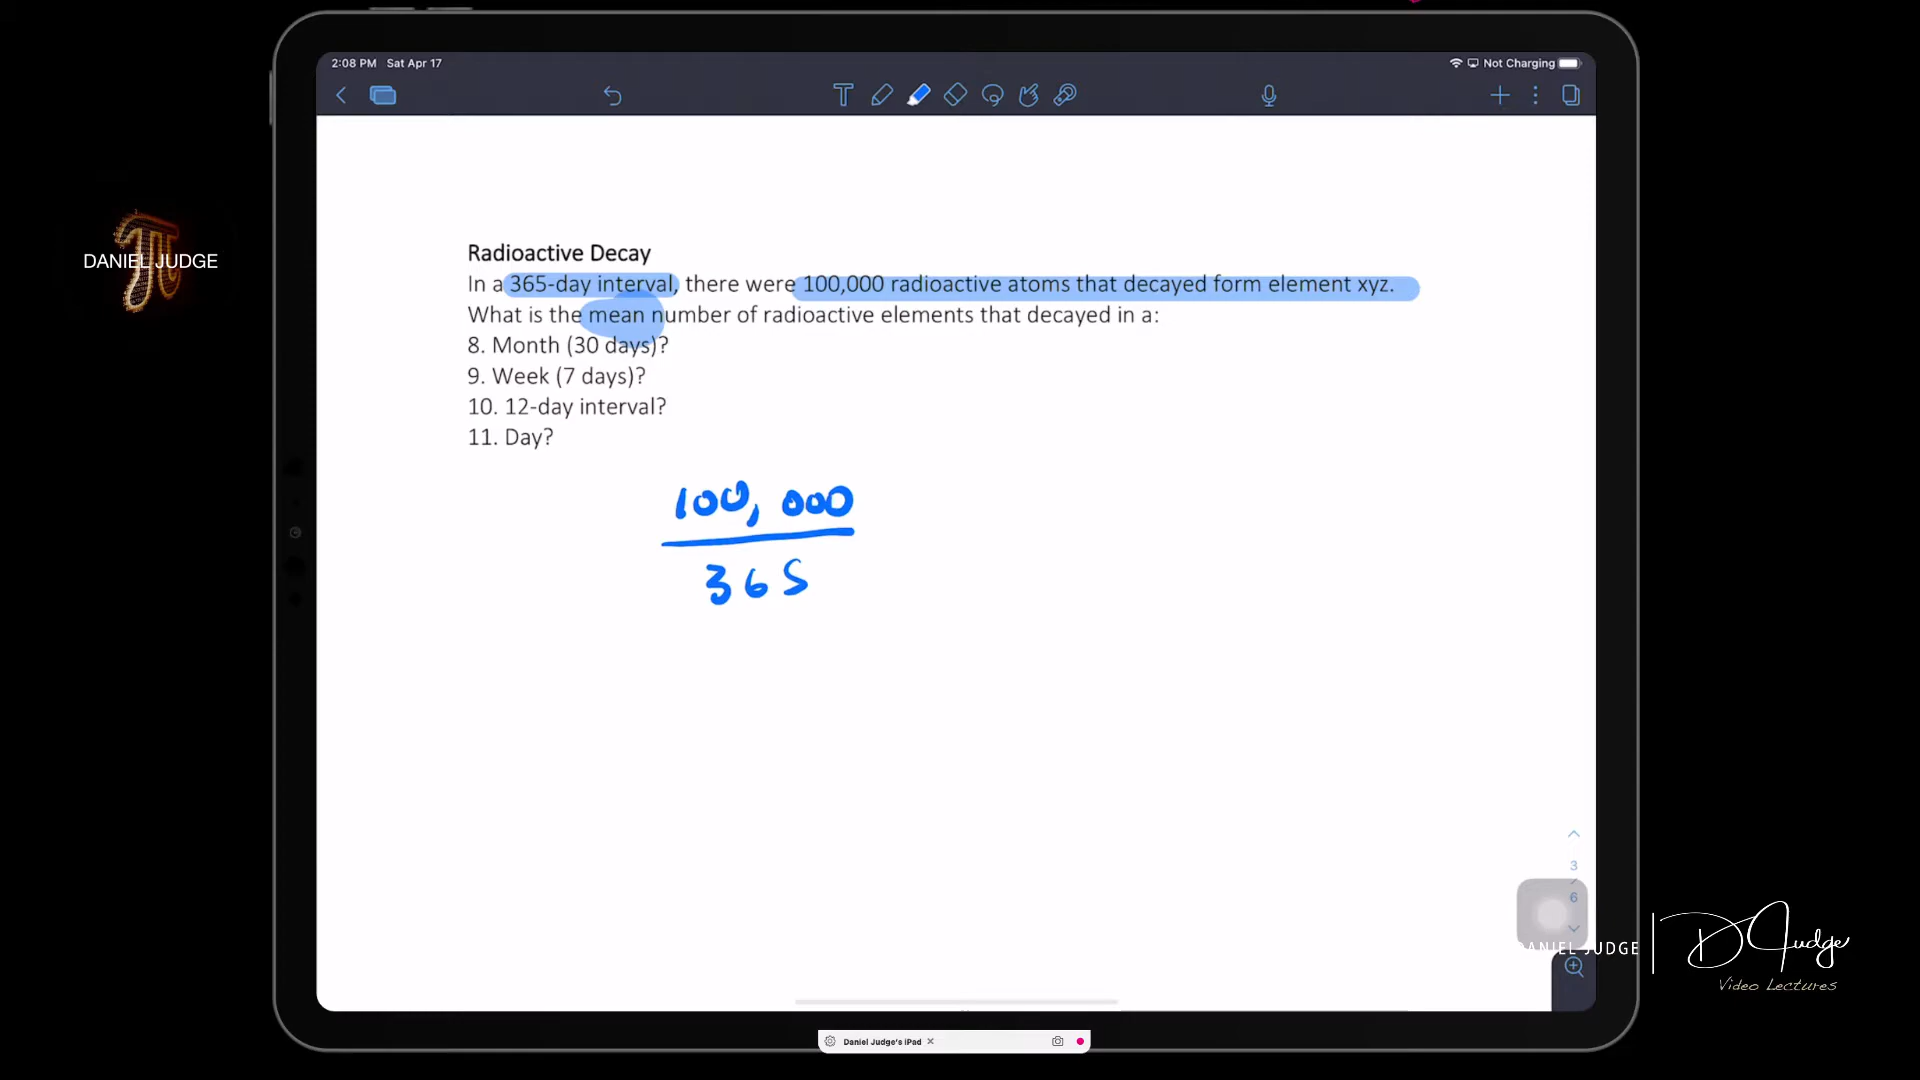 2:08 PM Sat Apr 17
Not Charging
T
DANIEL JUDGE
Radioactive Decay
In a 365-day interval, there were 100,000 radioactive atoms that decayed form element xyz.
What is the mean number of radioactive elements that decayed in a:
8. Month (30 days)?
9. Week (7 days)?
10. 12-day interval?
11. Day?
100,000
365
3
6
DANIEL JUDGE
DJudge
Video Lectures
Daniel Judge's iPad